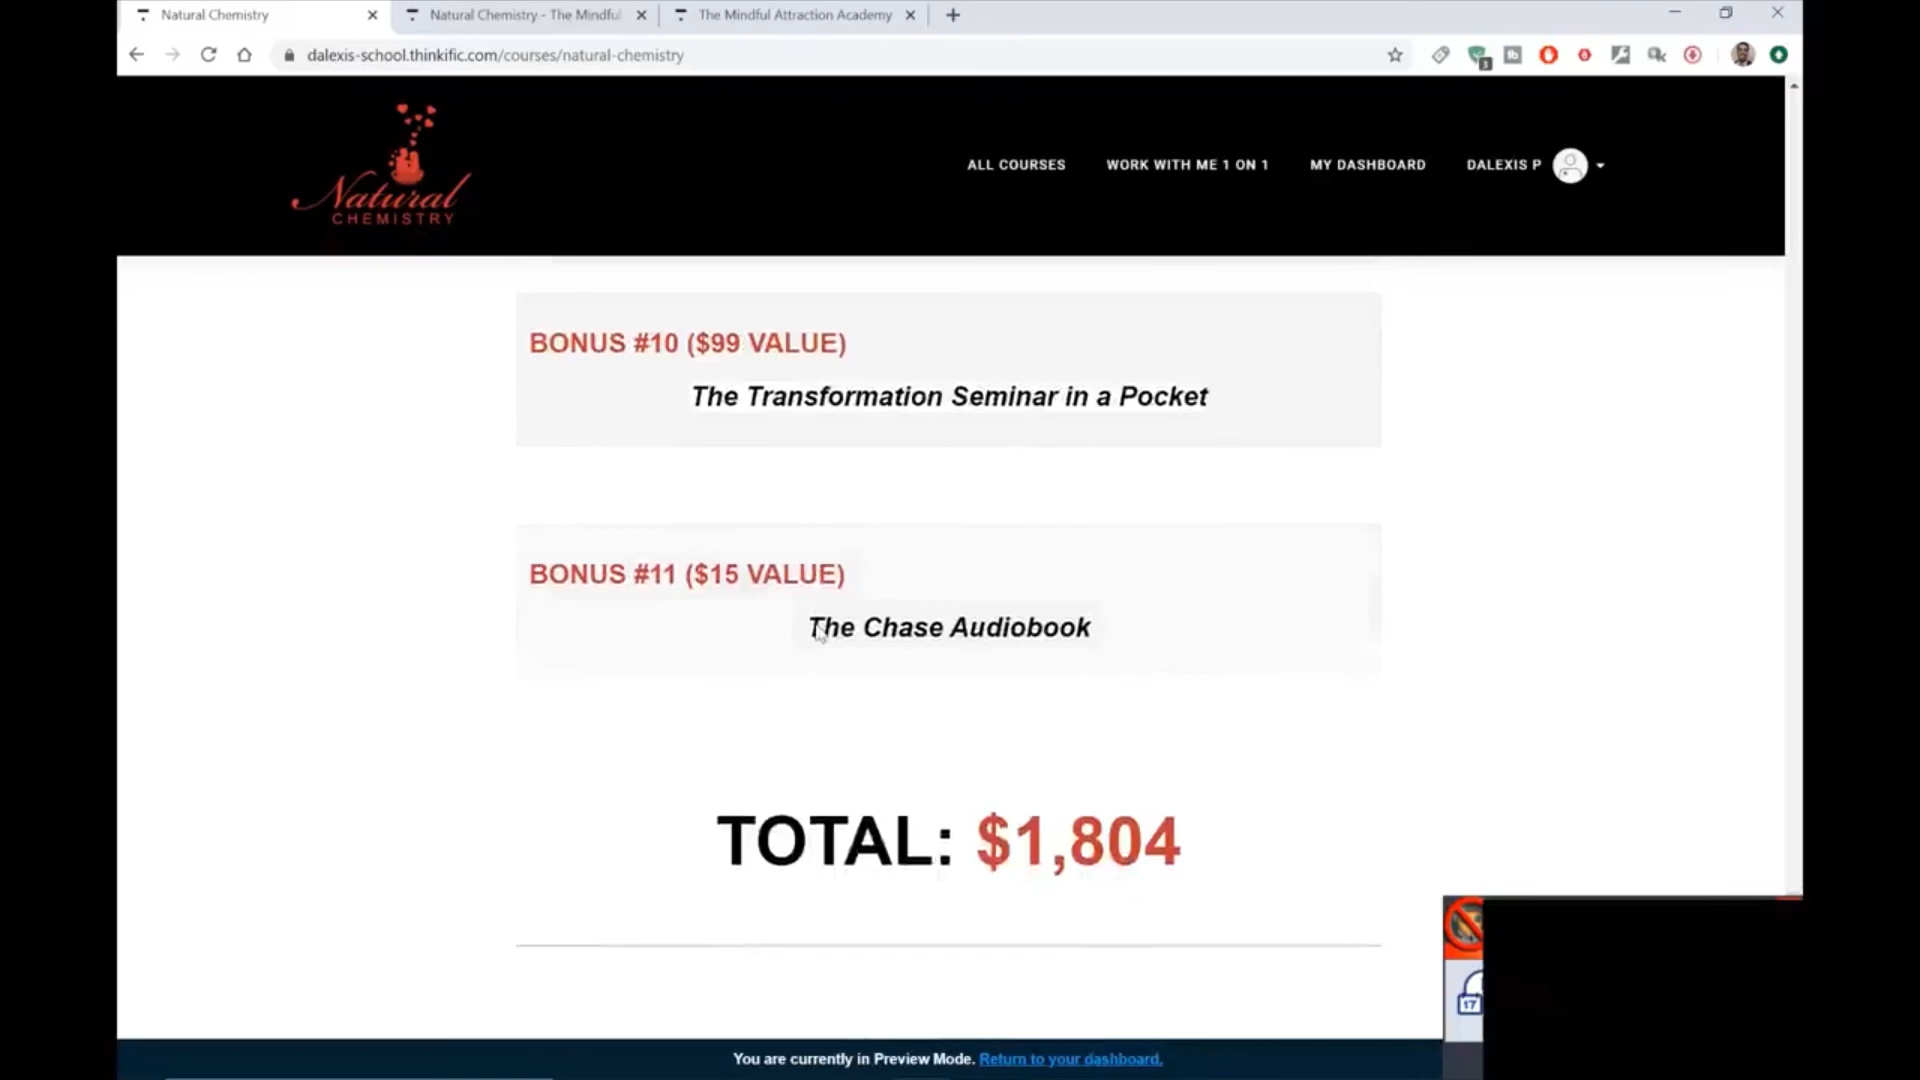 Natural Chemistry
Natural Chemistry - The Mindful
The Mindful Attraction Academy
dalexis-school.thinkific.com/courses/natural-chemistry
Natural
CHEMISTRY
ALL COURSES
WORK WITH ME 1 ON 1
MY DASHBOARD
DALEXIS P
BONUS #10 ($99 VALUE)
The Transformation Seminar in a Pocket
BONUS #11 ($15 VALUE)
The Chase Audiobook
TOTAL: $1,804
17
You are currently in Preview Mode. Return to your dashboard.